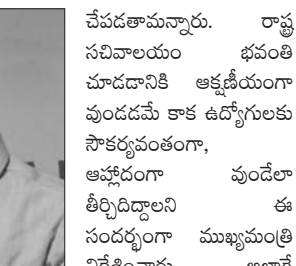 చేపడతామన్నారు. రాష్ట్ర
సచివాలయం భవంతి
చూడడానికి ఆకర్షణీయంగా
వుండడమే కాక ఉద్యోగులకు
సౌకర్యవంతంగా,
ఆహ్లాదంగా వుండేలా
తీర్చిదిద్దాలని ఈ
సందర్భంగా ముఖ్యమంత్రి